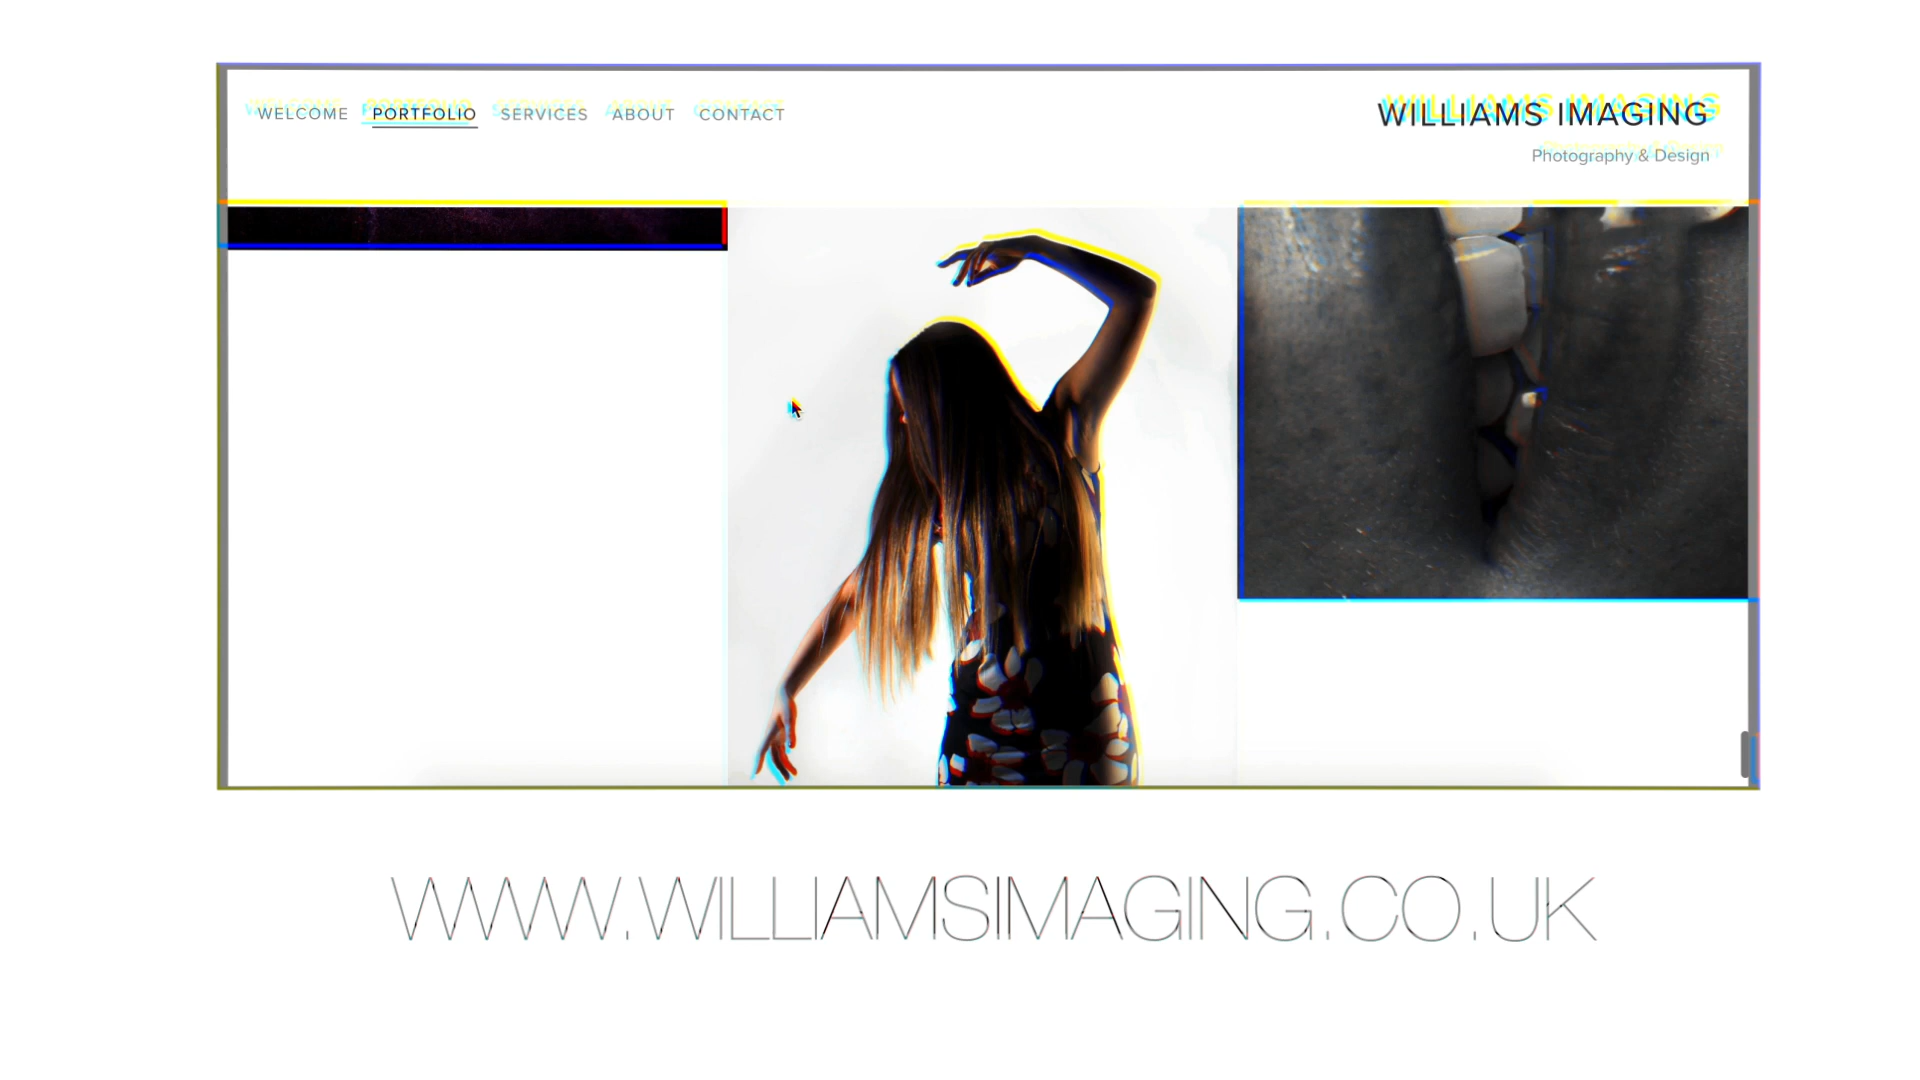 WELCOME PORTFOLIO SERVICES ABOUT CONTACT
WILLIAMS IMAGING
Photography & Design
WWW.WILLIAMSIMAGING.CO.UK